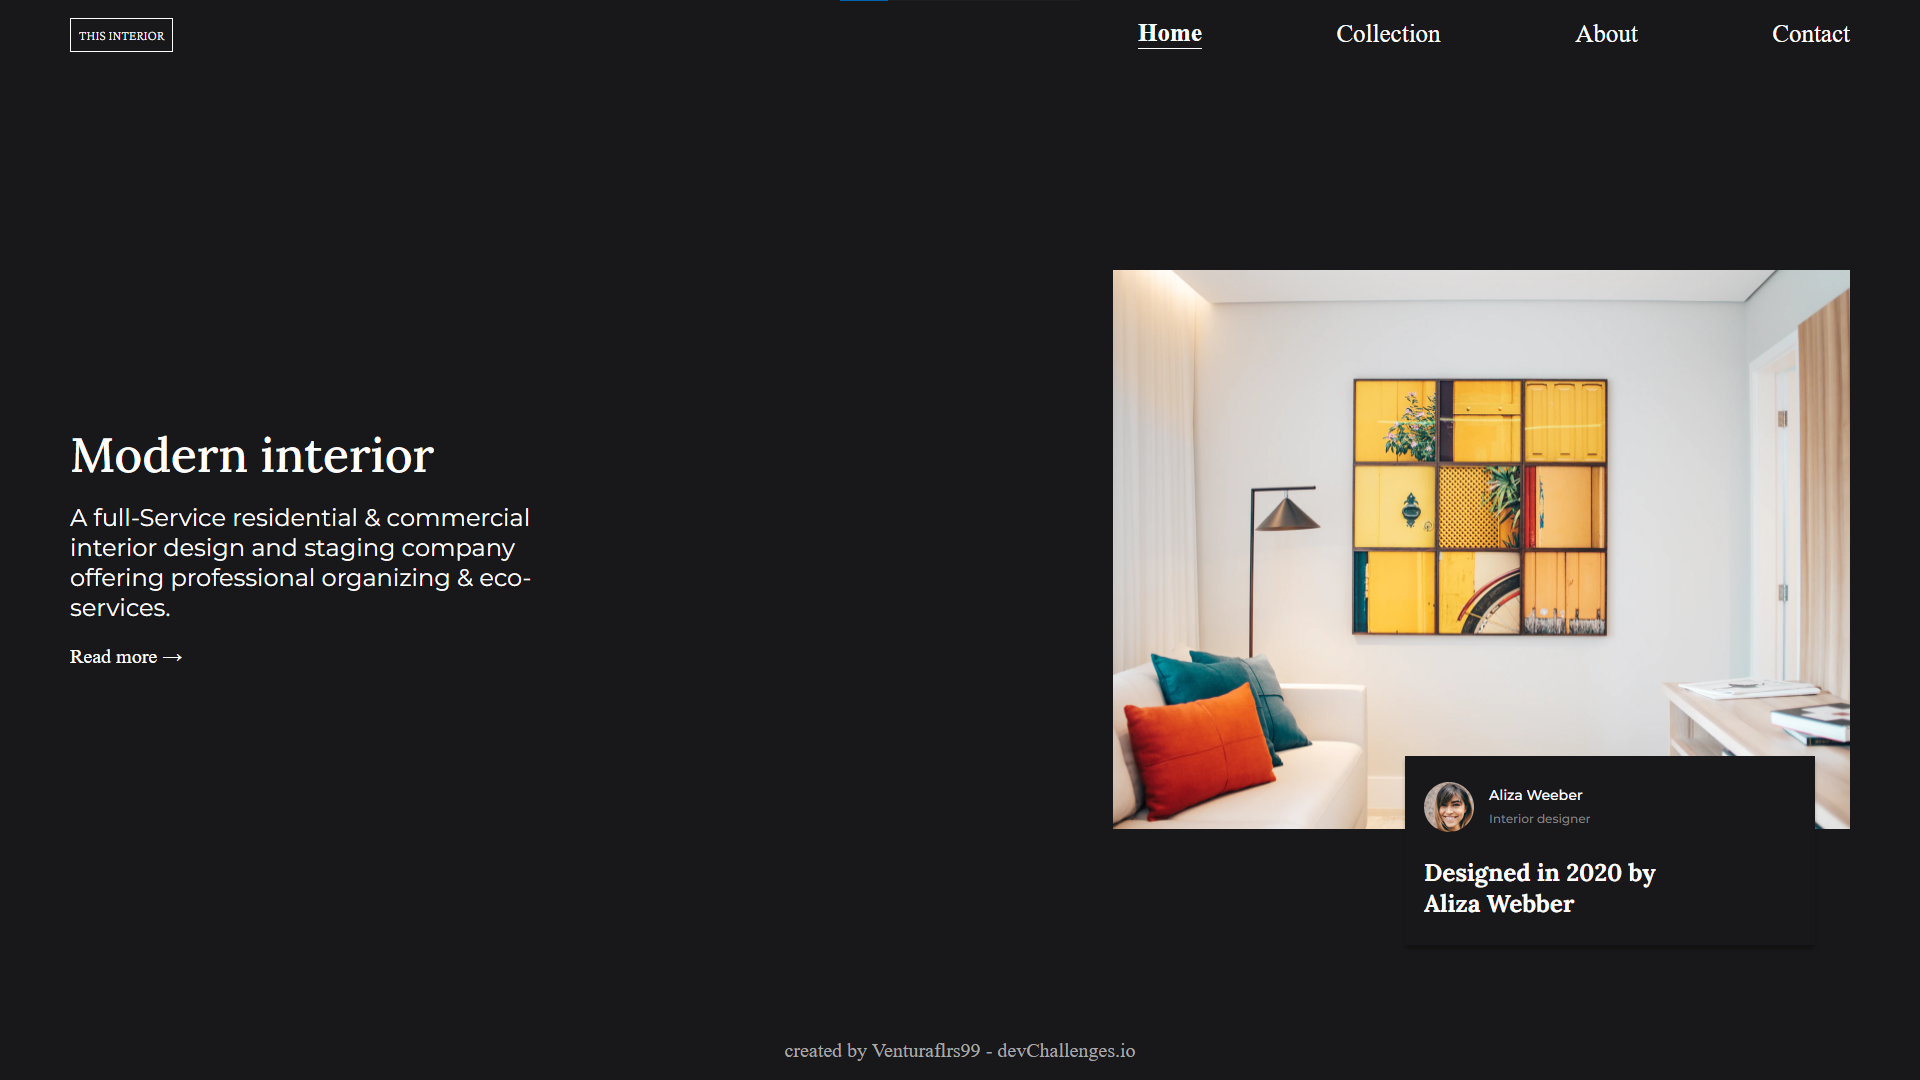 THIS INTERIOR
Home
Collection
About
Contact
Modern interior
A full-Service residential & commercial
interior design and staging company
offering professional organizing & eco-
services.
Read more →
Aliza Weeber
Interior designer
Designed in 2020 by
Aliza Webber
created by Venturaflrs99 - devChallenges.io